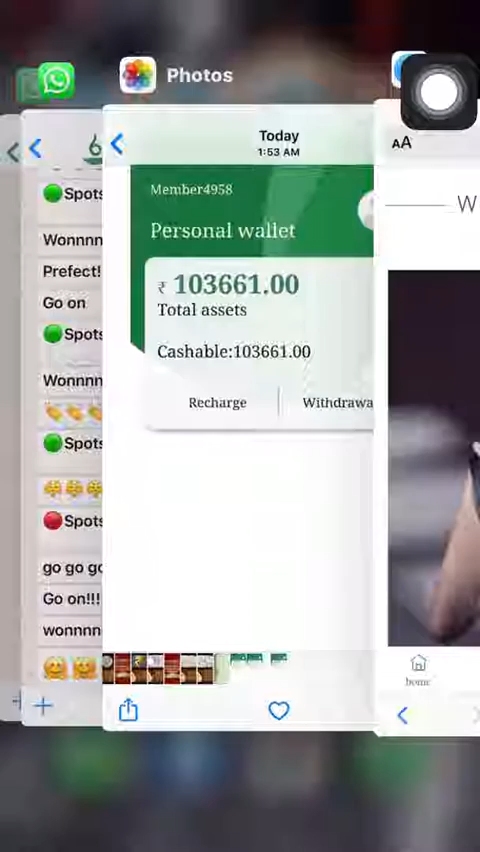 Photos
Today
1:53 AM
Member4958
Personal wallet
₹ 103661.00
Total assets
Cashable:103661.00
Recharge
Withdrawa
🟢Spots
Wonnnn
Prefect!
Go on
🟢Spots
Wonnnn
🟢Spots
🔴Spots
go go go
Go on!!!
wonnnn
AA
W
home